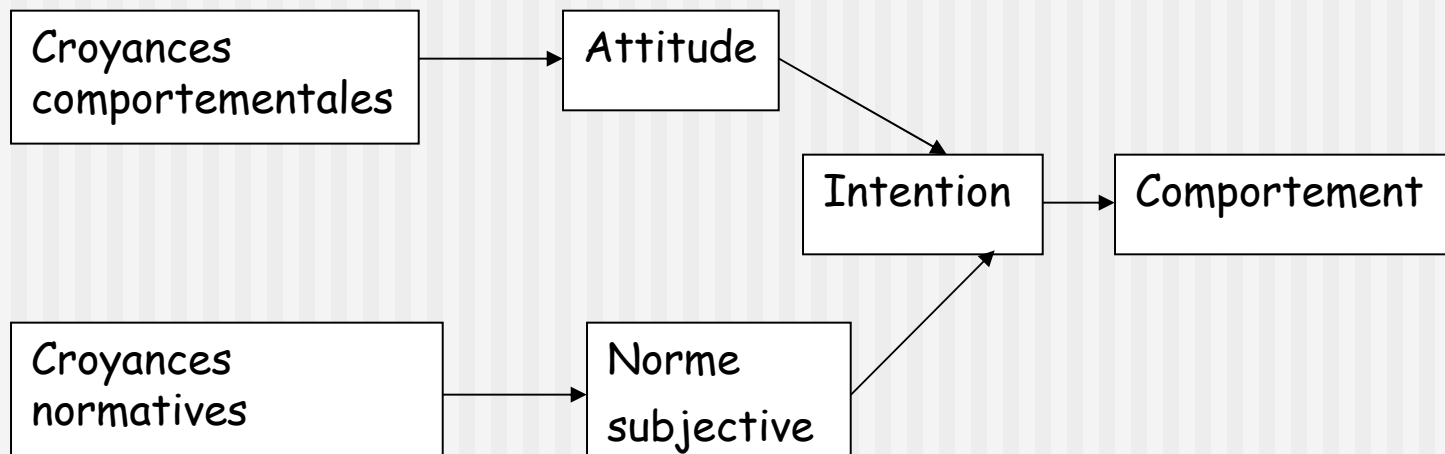 Croyances
comportementales
Attitude
Intention
Comportement
Croyances
normatives
Norme
subjective